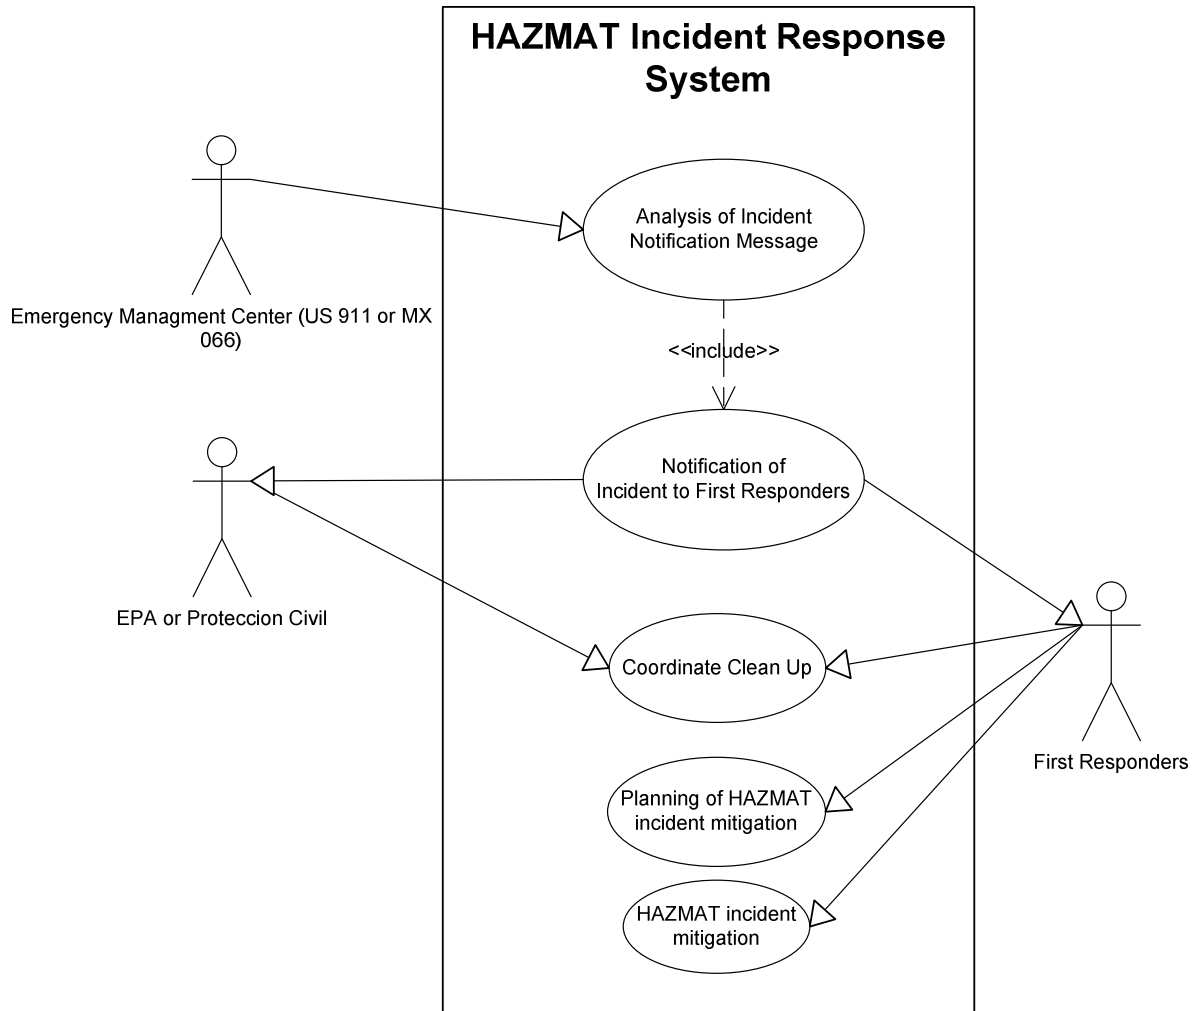 HAZMAT Incident Response
System
Analysis of Incident
Notification Message
Emergency Managment Center (US 911 or MX
066)
<<include>>
Notification of
Incident to First Responders
EPA or Proteccion Civil
Coordinate Clean Up
First Responders
Planning of HAZMAT
incident mitigation
HAZMAT incident
mitigation